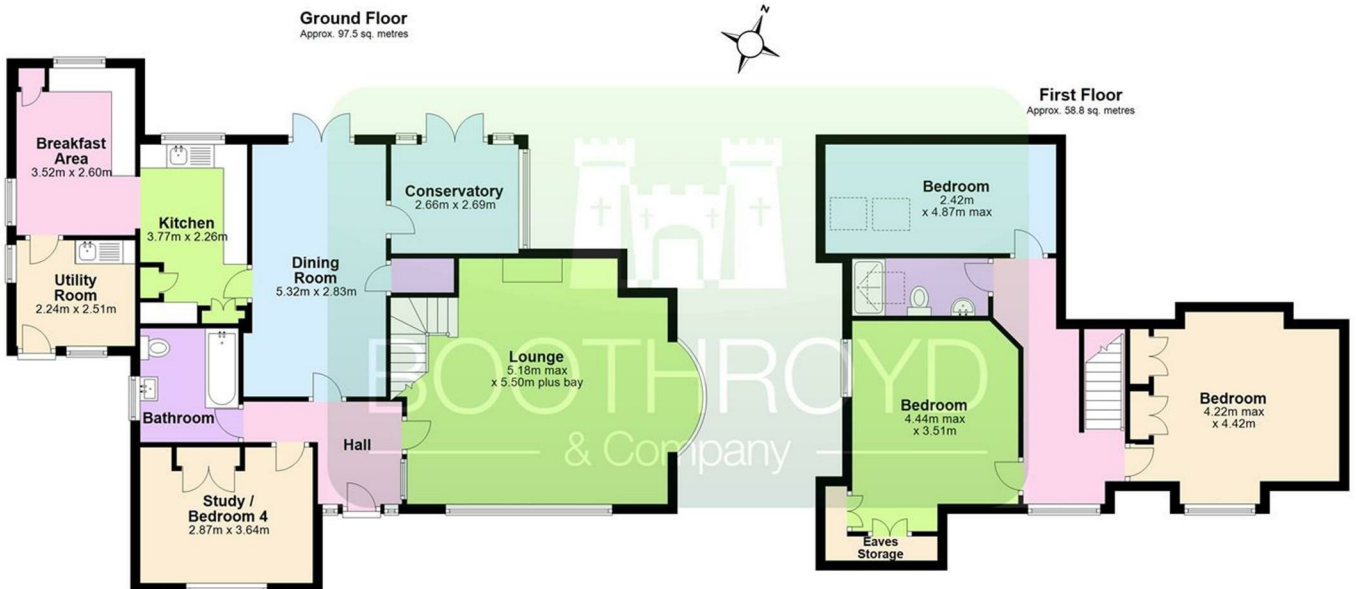 Ground Floor
Approx. 97.5 sq. metres
N
First Floor
Approx. 58.8 sq. metres
Breakfast
Area
3.52m x 2.60m
Kitchen
3.77m x 2.26m
Utility
Room
2.24m x 2.51m
Dining
Room
5.32m x 2.83m
Conservatory
2.66m x 2.69m
Lounge
5.18m max
x 5.50m plus bay
Bathroom
Hall
Study /
Bedroom 4
2.87m x 3.64m
Bedroom
2.42m
x 4.87m max
Bedroom
4.44m max
x 3.51m
Bedroom
4.22m max
x 4.42m
Eaves
Storage
BOOTHROYD
& Company